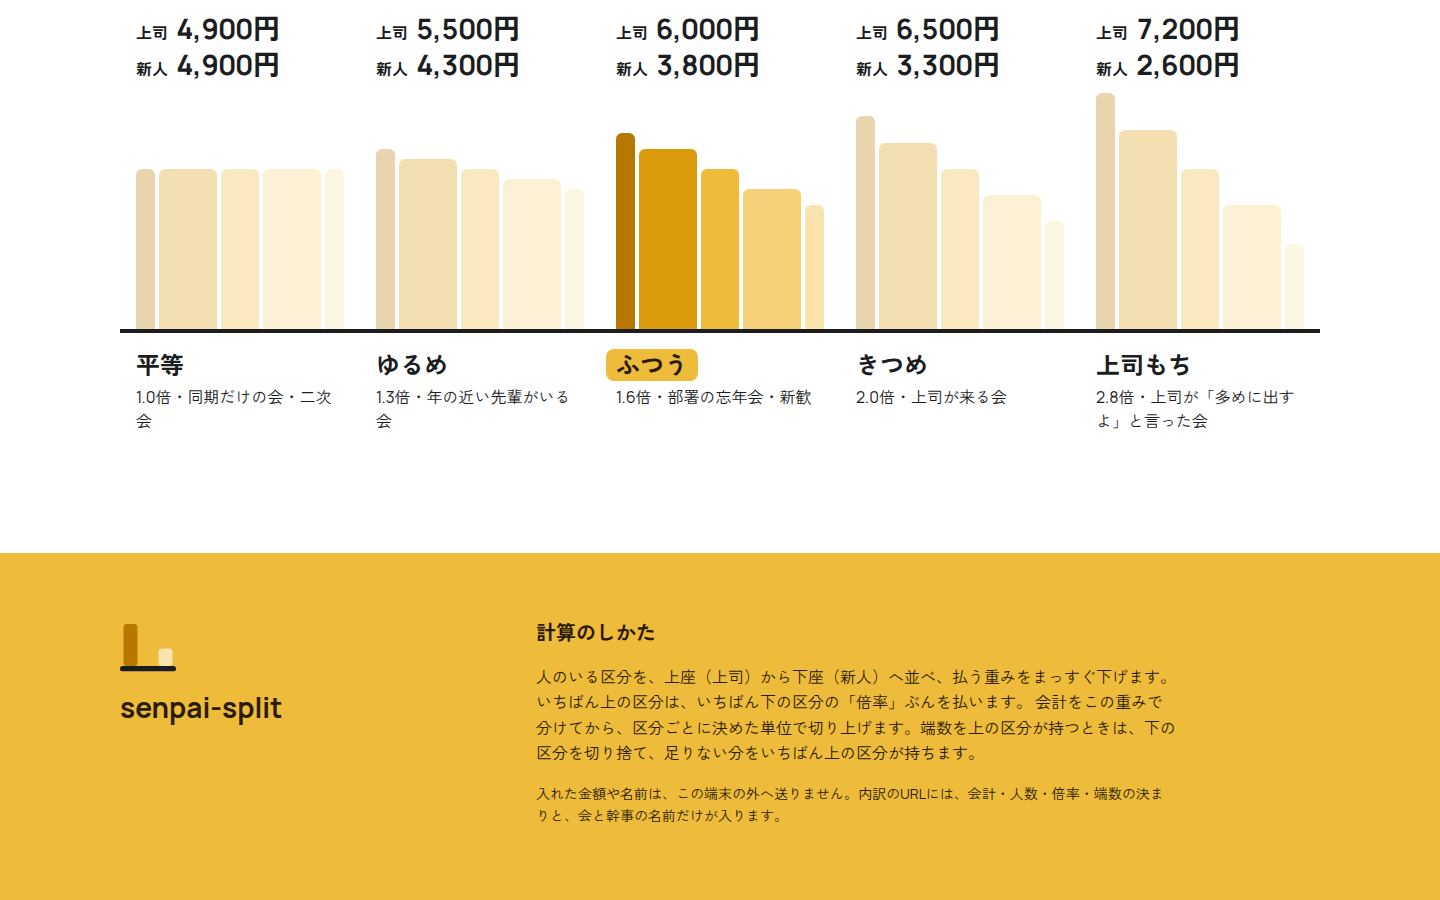 上司 4,900円
新人 4,900円
上司 5,500円
新人 4,300円
上司 6,000円
新人 3,800円
上司 6,500円
新人 3,300円
上司 7,200円
新人 2,600円
平等
1.0倍・同期だけの会・二次
会
ゆるめ
1.3倍・年の近い先輩がいる
会
ふつう
1.6倍・部署の忘年会・新歓
きつめ
2.0倍・上司が来る会
上司もち
2.8倍・上司が「多めに出す
よ」と言った会
senpai-split
計算のしかた
人のいる区分を、上座（上司）から下座（新人）へ並べ、払う重みをまっすぐ下げます。
いちばん上の区分は、いちばん下の区分の「倍率」ぶんを払います。 会計をこの重みで
分けてから、区分ごとに決めた単位で切り上げます。端数を上の区分が持つときは、下の
区分を切り捨て、足りない分をいちばん上の区分が持ちます。
入れた金額や名前は、この端末の外へ送りません。内訳のURLには、会計・人数・倍率・端数の決ま
りと、会と幹事の名前だけが入ります。